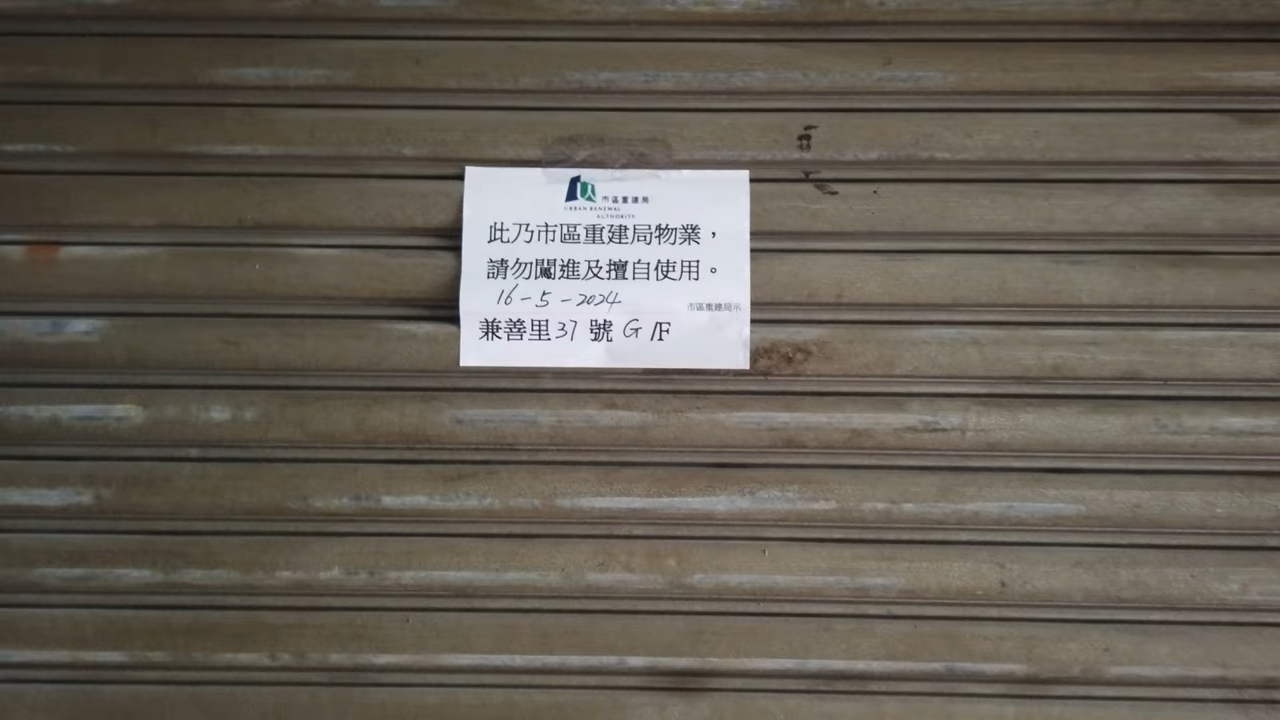 市區重建局
URBAN RENEWAL
AUTHORITY
此乃市區重建局物業，
請勿闖進及擅自使用。
16-5-2024
市區重建局示
兼善里37號 G/F